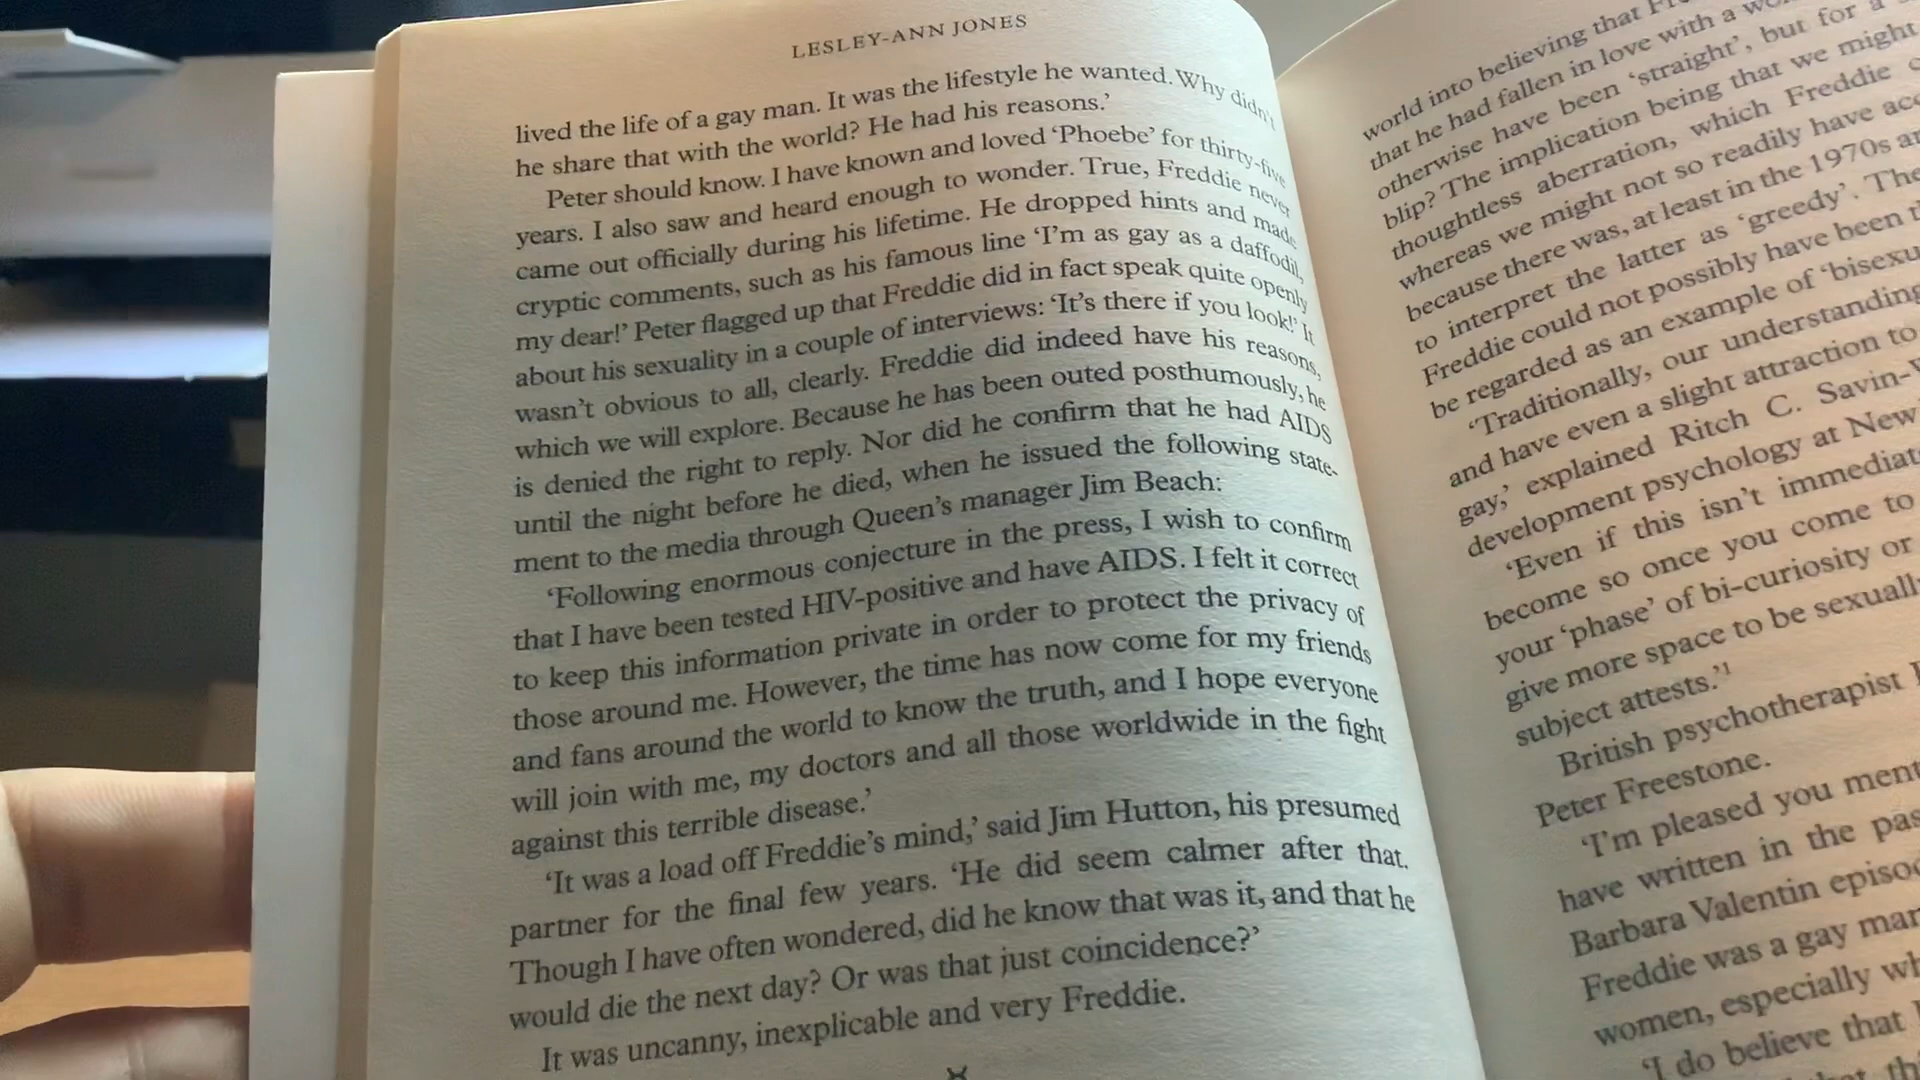 LESLEY-ANN JONES
lived the life of a gay man. It was the lifestyle he wanted. Why didn't
he share that with the world? He had his reasons.’
Peter should know. I have known and loved ‘Phoebe’ for thirty-five
years. I also saw and heard enough to wonder. True, Freddie never
came out officially during his lifetime. He dropped hints and made
cryptic comments, such as his famous line ‘I’m as gay as a daffodil,
my dear!’ Peter flagged up that Freddie did in fact speak quite openly
about his sexuality in a couple of interviews: ‘It’s there if you look!’ It
wasn’t obvious to all, clearly. Freddie did indeed have his reasons,
which we will explore. Because he has been outed posthumously, he
is denied the right to reply. Nor did he confirm that he had AIDS
until the night before he died, when he issued the following state-
ment to the media through Queen’s manager Jim Beach:
‘Following enormous conjecture in the press, I wish to confirm
that I have been tested HIV-positive and have AIDS. I felt it correct
to keep this information private in order to protect the privacy of
those around me. However, the time has now come for my friends
and fans around the world to know the truth, and I hope everyone
will join with me, my doctors and all those worldwide in the fight
against this terrible disease.’
‘It was a load off Freddie’s mind,’ said Jim Hutton, his presumed
partner for the final few years. ‘He did seem calmer after that.
Though I have often wondered, did he know that was it, and that he
would die the next day? Or was that just coincidence?’
It was uncanny, inexplicable and very Freddie.
world into believing that
that he had fallen in love with a
otherwise have been ‘straight’, but for a
blip? The implication being that we might
thoughtless aberration, which Freddie
whereas we might not so readily have
because there was, at least in the 1970s
to interpret the latter as ‘greedy’.
Freddie could not possibly have been
be regarded as an example of
‘Traditionally, our understanding
and have even a slight attraction to
gay,’ explained Ritch C.
development psychology at
‘Even if this isn’t
become so once you come to
your ‘phase’ of bi-curiosity or
give more space to be
subject attests.’1
British psychotherapist
Peter Freestone.
‘I’m pleased you
have written in the
Barbara Valentin
Freddie was a gay
women, especially
‘I do believe that